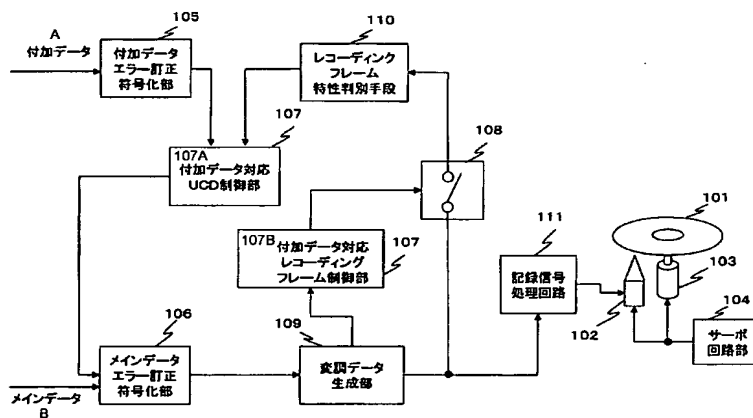 105
A
付加データ
付加データ
エラー訂正
符号化部
110
レコーディンク
フレーム
特性判別手段
107
107A
付加データ対応
UCD制御部
108
107B
付加データ対応
レコーディング
フレーム制御部
107
101
111
記録信号
処理回路
103
102
104
サーボ
回路部
106
メインデータ
エラー訂正
符号化部
109
変調データ
生成部
メインデータ
B